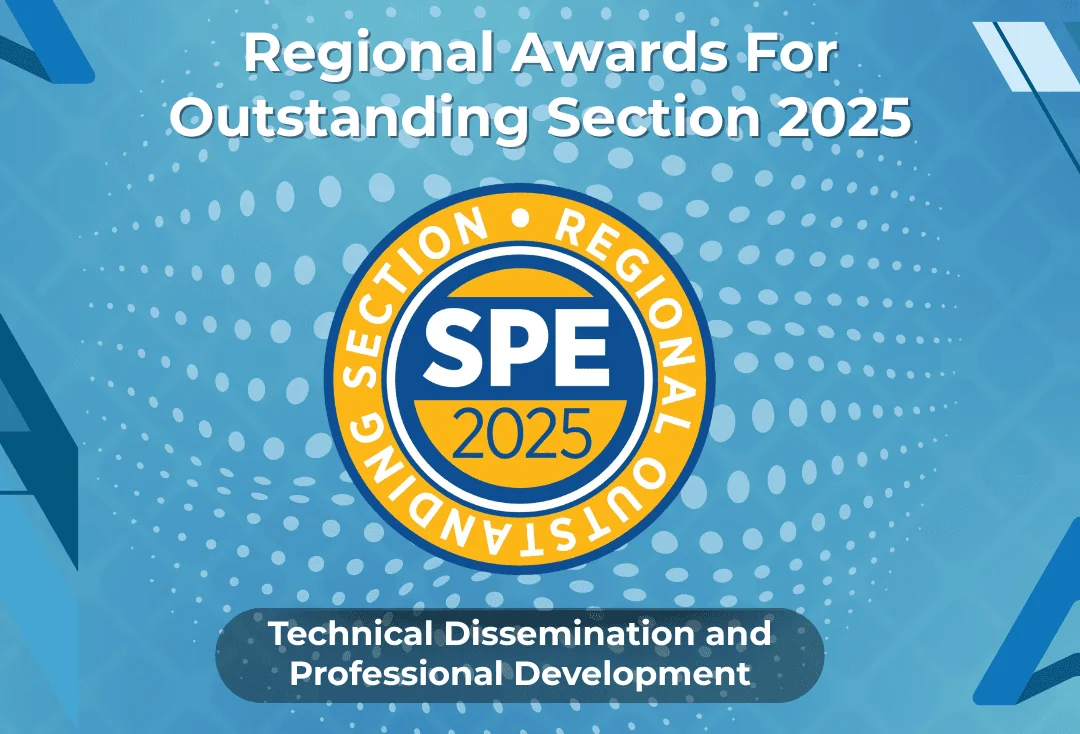 Regional Awards For
Outstanding Section 2025
REGIONAL OUTSTANDING SECTION •
SPE
2025
Technical Dissemination and
Professional Development